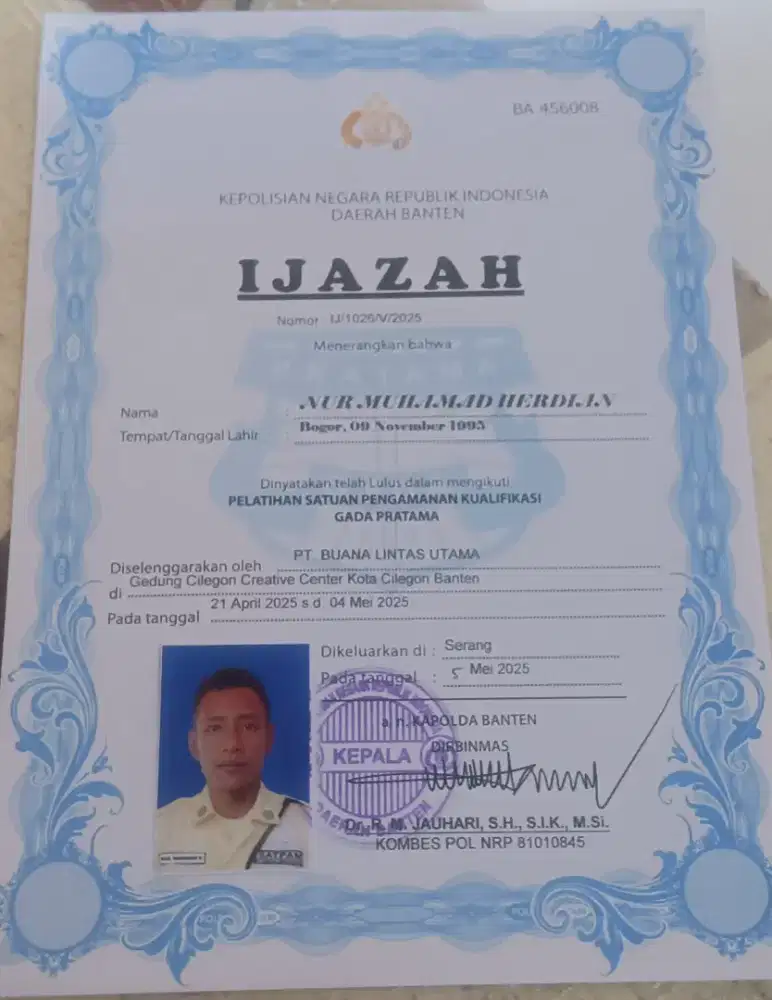 BA 456008
KEPOLISIAN NEGARA REPUBLIK INDONESIA
DAERAH BANTEN
IJAZAH
Nomor IJ/1026/V/2025
Menerangkan bahwa
Nama : NUR MUHAMAD HERDIAN
Tempat/Tanggal Lahir : Bogor, 09 November 1995
Dinyatakan telah Lulus dalam mengikuti
PELATIHAN SATUAN PENGAMANAN KUALIFIKASI
GADA PRATAMA
Diselenggarakan oleh PT. BUANA LINTAS UTAMA
di Gedung Cilegon Creative Center Kota Cilegon Banten
Pada tanggal 21 April 2025 s d 04 Mei 2025
Dikeluarkan di : Serang
Pada tanggal : 5 Mei 2025
a.n. KAPOLDA BANTEN
DIRBINMAS
KEPALA
Dr. R. M. JAUHARI, S.H., S.I.K., M.Si.
KOMBES POL NRP 81010845
SATPAM